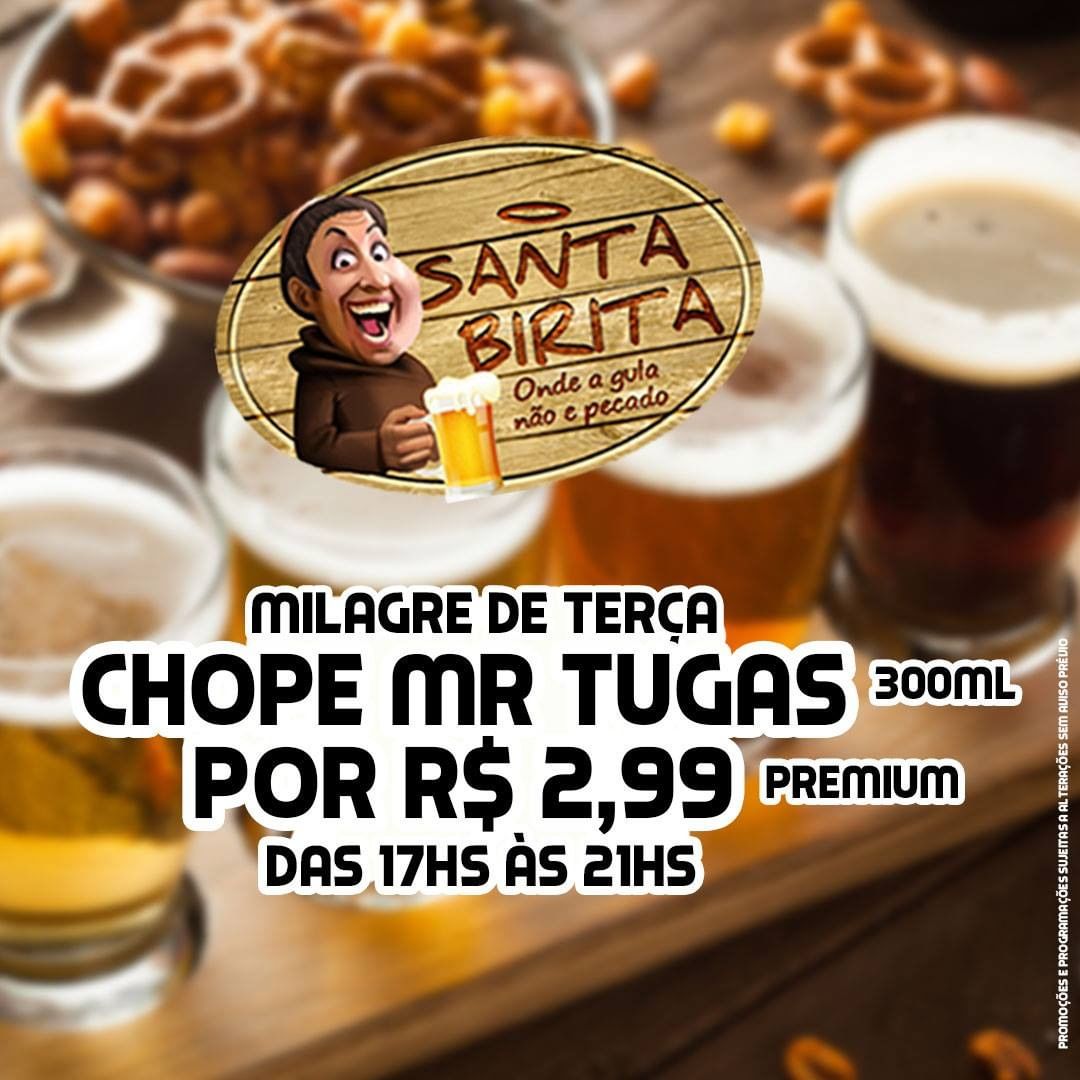 SANTA
BIRITA
Onde a gula
não e pecado
MILAGRE DE TERÇA
CHOPE MR TUGAS 300ML
POR R$ 2,99 PREMIUM
DAS 17HS ÀS 21HS
PROMOÇÕES E PROGRAMAÇÕES SUJEITAS A ALTERAÇÕES SEM AVISO PRÉVIO